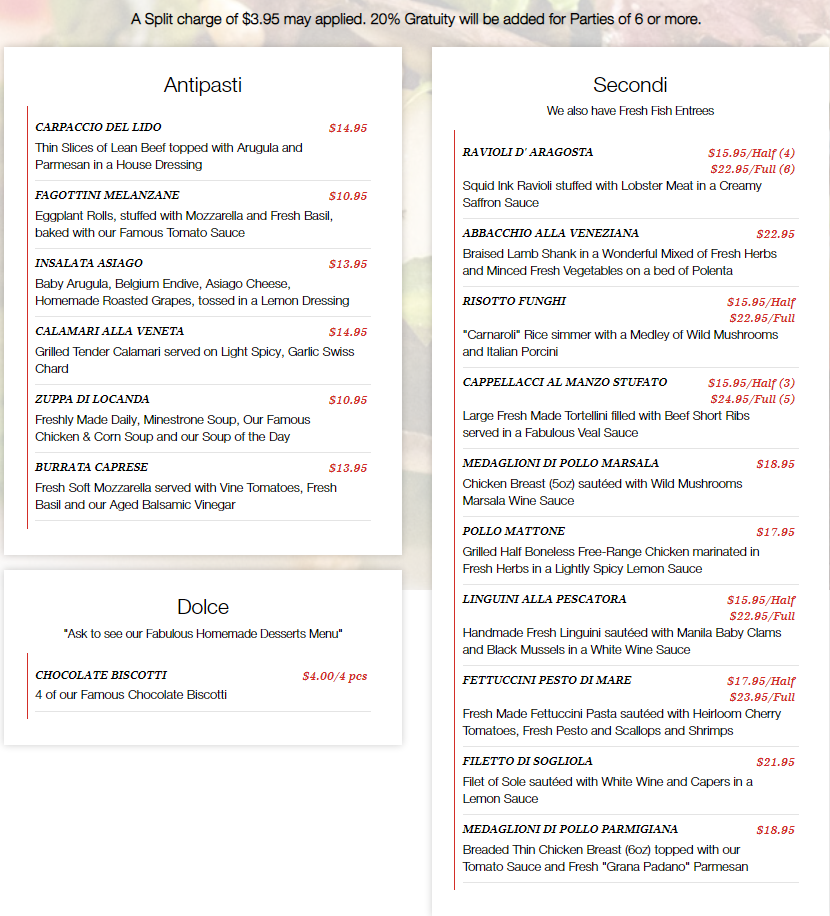 A Split charge of $3.95 may applied. 20% Gratuity will be added for Parties of 6 or more.
Antipasti
CARPACCIO DEL LIDO $14.95
Thin Slices of Lean Beef topped with Arugula and
Parmesan in a House Dressing
FAGOTTINI MELANZANE $10.95
Eggplant Rolls, stuffed with Mozzarella and Fresh Basil,
baked with our Famous Tomato Sauce
INSALATA ASIAGO $13.95
Baby Arugula, Belgium Endive, Asiago Cheese,
Homemade Roasted Grapes, tossed in a Lemon Dressing
CALAMARI ALLA VENETA $14.95
Grilled Tender Calamari served on Light Spicy, Garlic Swiss
Chard
ZUPPA DI LOCANDA $10.95
Freshly Made Daily, Minestrone Soup, Our Famous
Chicken & Corn Soup and our Soup of the Day
BURRATA CAPRESE $13.95
Fresh Soft Mozzarella served with Vine Tomatoes, Fresh
Basil and our Aged Balsamic Vinegar
Dolce
"Ask to see our Fabulous Homemade Desserts Menu"
CHOCOLATE BISCOTTI $4.00/4 pcs
4 of our Famous Chocolate Biscotti
Secondi
We also have Fresh Fish Entrees
RAVIOLI D' ARAGOSTA $15.95/Half (4)
$22.95/Full (6)
Squid Ink Ravioli stuffed with Lobster Meat in a Creamy
Saffron Sauce
ABBACCHIO ALLA VENEZIANA $22.95
Braised Lamb Shank in a Wonderful Mixed of Fresh Herbs
and Minced Fresh Vegetables on a bed of Polenta
RISOTTO FUNGHI $15.95/Half
$22.95/Full
"Carnaroli" Rice simmer with a Medley of Wild Mushrooms
and Italian Porcini
CAPPELLACCI AL MANZO STUFATO $15.95/Half (3)
$24.95/Full (5)
Large Fresh Made Tortellini filled with Beef Short Ribs
served in a Fabulous Veal Sauce
MEDAGLIONI DI POLLO MARSALA $18.95
Chicken Breast (5oz) sautéed with Wild Mushrooms
Marsala Wine Sauce
POLLO MATTONE $17.95
Grilled Half Boneless Free-Range Chicken marinated in
Fresh Herbs in a Lightly Spicy Lemon Sauce
LINGUINI ALLA PESCATORA $15.95/Half
$22.95/Full
Handmade Fresh Linguini sautéed with Manila Baby Clams
and Black Mussels in a White Wine Sauce
FETTUCCINI PESTO DI MARE $17.95/Half
$23.95/Full
Fresh Made Fettuccini Pasta sautéed with Heirloom Cherry
Tomatoes, Fresh Pesto and Scallops and Shrimps
FILETTO DI SOGLIOLA $21.95
Filet of Sole sautéed with White Wine and Capers in a
Lemon Sauce
MEDAGLIONI DI POLLO PARMIGIANA $18.95
Breaded Thin Chicken Breast (6oz) topped with our
Tomato Sauce and Fresh "Grana Padano" Parmesan